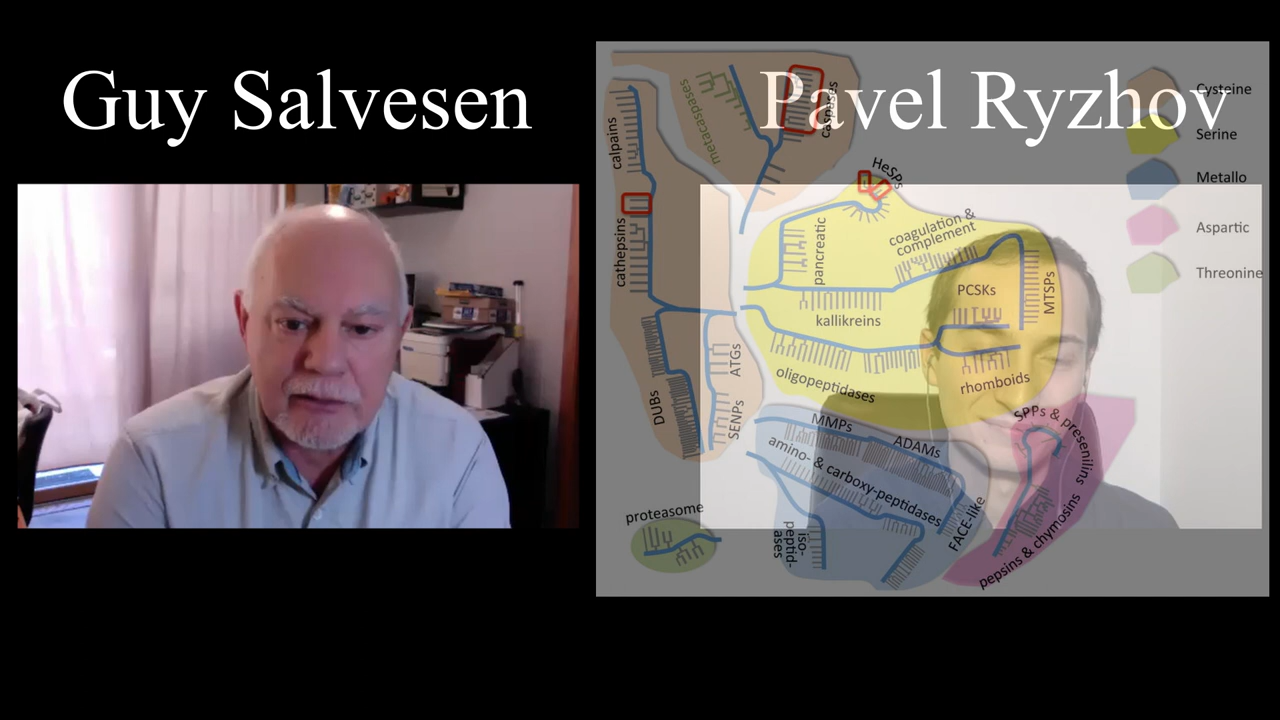 Guy Salvesen
Pavel Ryzhov
calpains
cathepsins
metacaspases
caspases
HeSPs
pancreatic
coagulation &
complement
PCSKs
MTSPs
kallikreins
oligopeptidases
rhomboids
DUBs
ATGs
SENPs
MMPs
ADAMs
amino- & carboxy-peptidases
iso-
peptid-
ases
FACE-like
SPPs & presenilins
pepsins & chymosins
proteasome
Cysteine
Serine
Metallo
Aspartic
Threonine